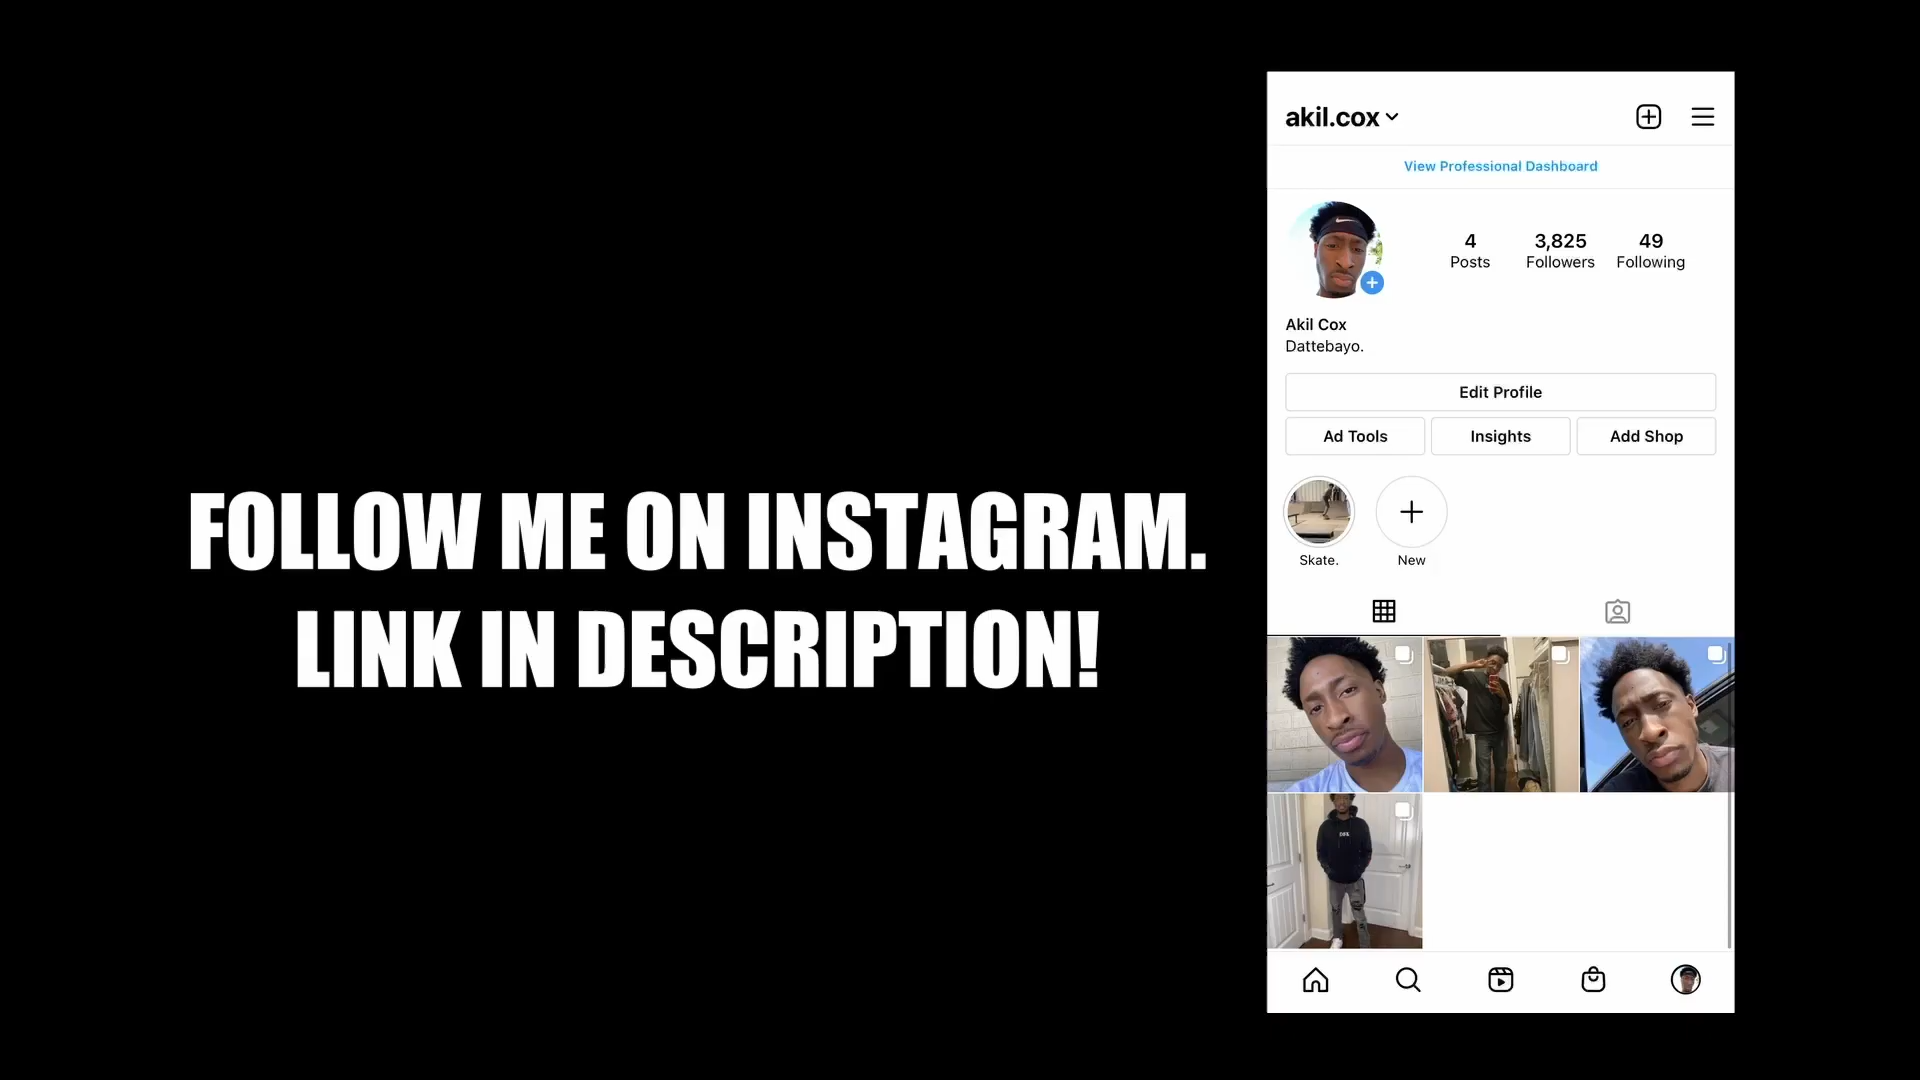 FOLLOW ME ON INSTAGRAM.
LINK IN DESCRIPTION!
akil.cox
View Professional Dashboard
4
Posts
3,825
Followers
49
Following
Akil Cox
Dattebayo.
Edit Profile
Ad Tools
Insights
Add Shop
Skate.
New